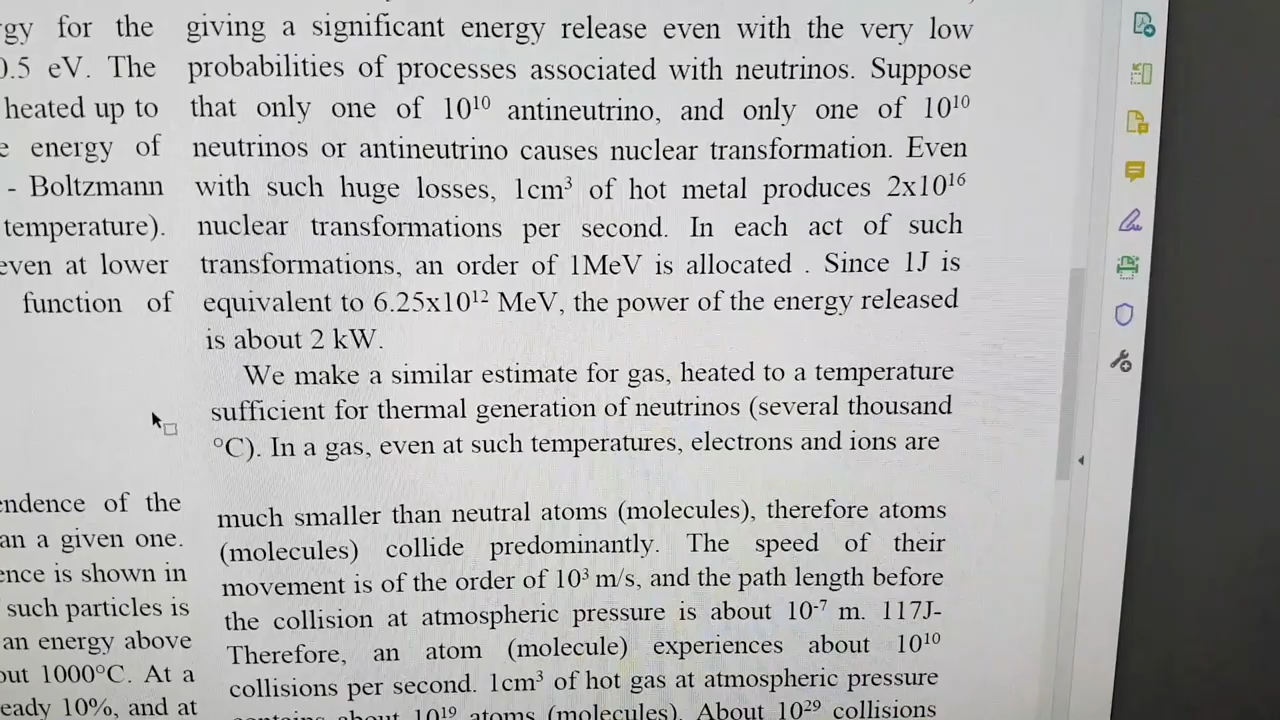 gy for the
0.5 eV. The
heated up to
energy of
- Boltzmann
temperature).
even at lower
function of
endence of the
an a given one.
ence is shown in
such particles is
an energy above
out 1000°C. At a
eady 10%, and at
giving a significant energy release even with the very low
probabilities of processes associated with neutrinos. Suppose
that only one of 10¹⁰ antineutrino, and only one of 10¹⁰
neutrinos or antineutrino causes nuclear transformation. Even
with such huge losses, 1cm³ of hot metal produces 2x10¹⁶
nuclear transformations per second. In each act of such
transformations, an order of 1MeV is allocated . Since 1J is
equivalent to 6.25x10¹² MeV, the power of the energy released
is about 2 kW.
We make a similar estimate for gas, heated to a temperature
sufficient for thermal generation of neutrinos (several thousand
°C). In a gas, even at such temperatures, electrons and ions are
much smaller than neutral atoms (molecules), therefore atoms
(molecules) collide predominantly. The speed of their
movement is of the order of 10³ m/s, and the path length before
the collision at atmospheric pressure is about 10⁻⁷ m. 117J-
Therefore, an atom (molecule) experiences about 10¹⁰
collisions per second. 1cm³ of hot gas at atmospheric pressure
contains about 10¹⁹ atoms (molecules). About 10²⁹ collisions